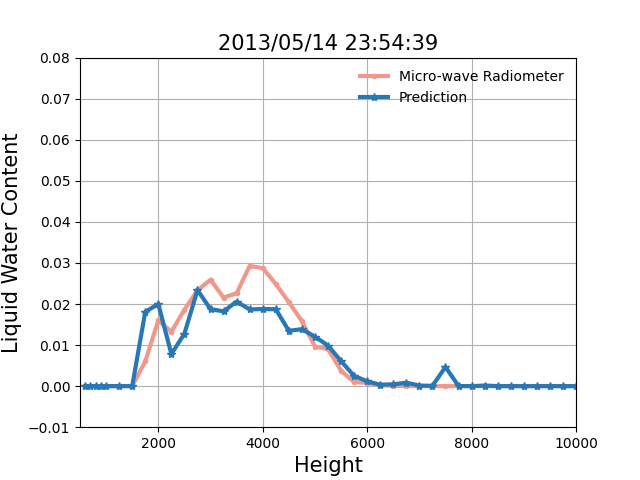 2013/05/14 23:54:39
Micro-wave Radiometer
Prediction
Liquid Water Content
0.08
0.07
0.06
0.05
0.04
0.03
0.02
0.01
0.00
−0.01
2000 4000 6000 8000 10000
Height